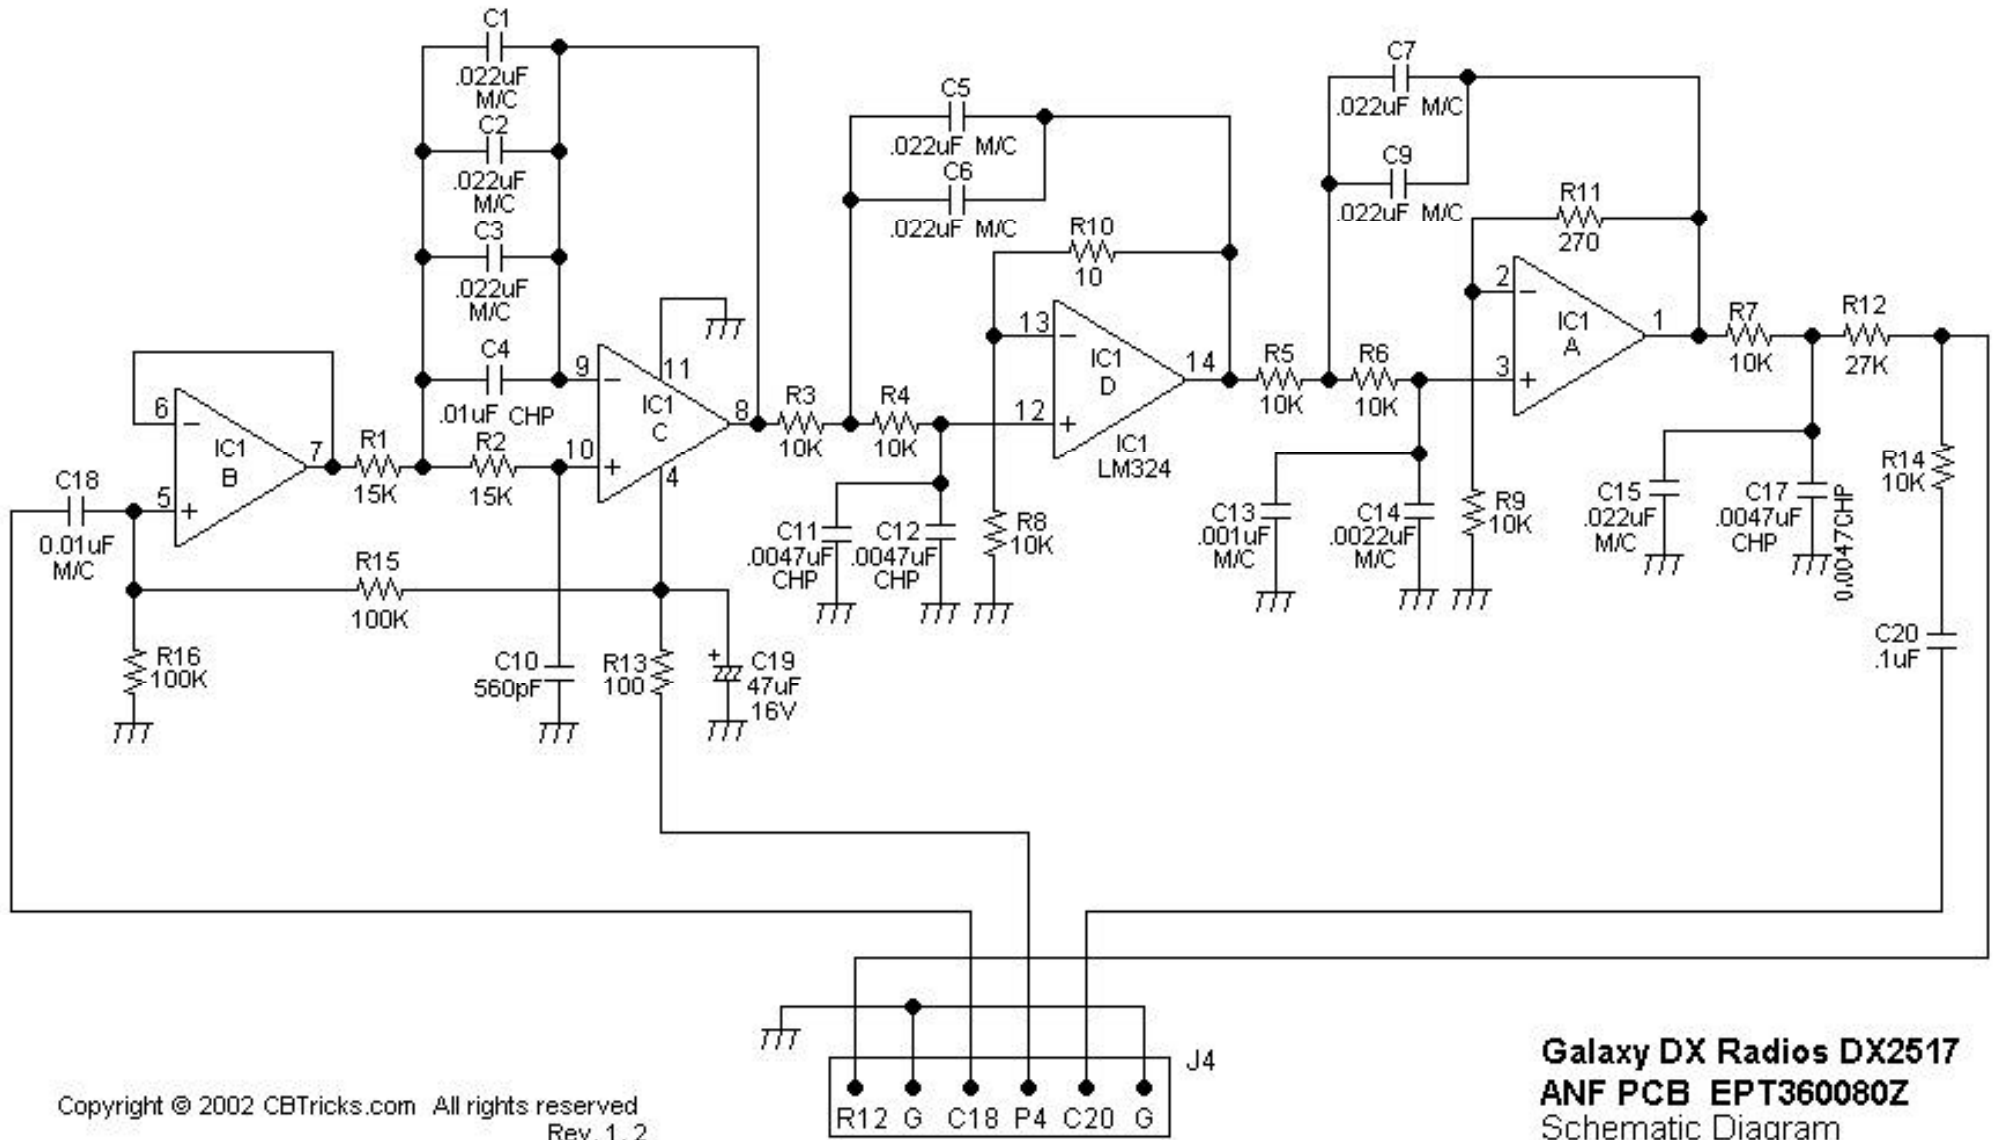 C1
.022uF
M/C
C2
.022uF
M/C
C3
.022uF
M/C
C4
.01uF CHP
6
5
IC1
B
7
C18
0.01uF
M/C
R1
15K
R2
15K
9
10
11
IC1
C
8
4
R15
100K
R16
100K
C10
560pF
R13
100
+
C19
47uF
16V
C5
.022uF M/C
C6
.022uF M/C
R10
10
R3
10K
R4
10K
13
12
IC1
D
14
IC1
LM324
C11
.0047uF
CHP
C12
.0047uF
CHP
R8
10K
C7
.022uF M/C
C9
.022uF M/C
R11
270
R5
10K
R6
10K
2
3
IC1
A
1
C13
.001uF
M/C
C14
.0022uF
M/C
R9
10K
R7
10K
R12
27K
C15
.022uF
M/C
C17
.0047uF
CHP
0.0047CHP
R14
10K
C20
.1uF
J4
R12 G C18 P4 C20 G
Copyright © 2002 CBTricks.com All rights reserved
Rev. 1. 2
Galaxy DX Radios DX2517
ANF PCB EPT360080Z
Schematic Diagram